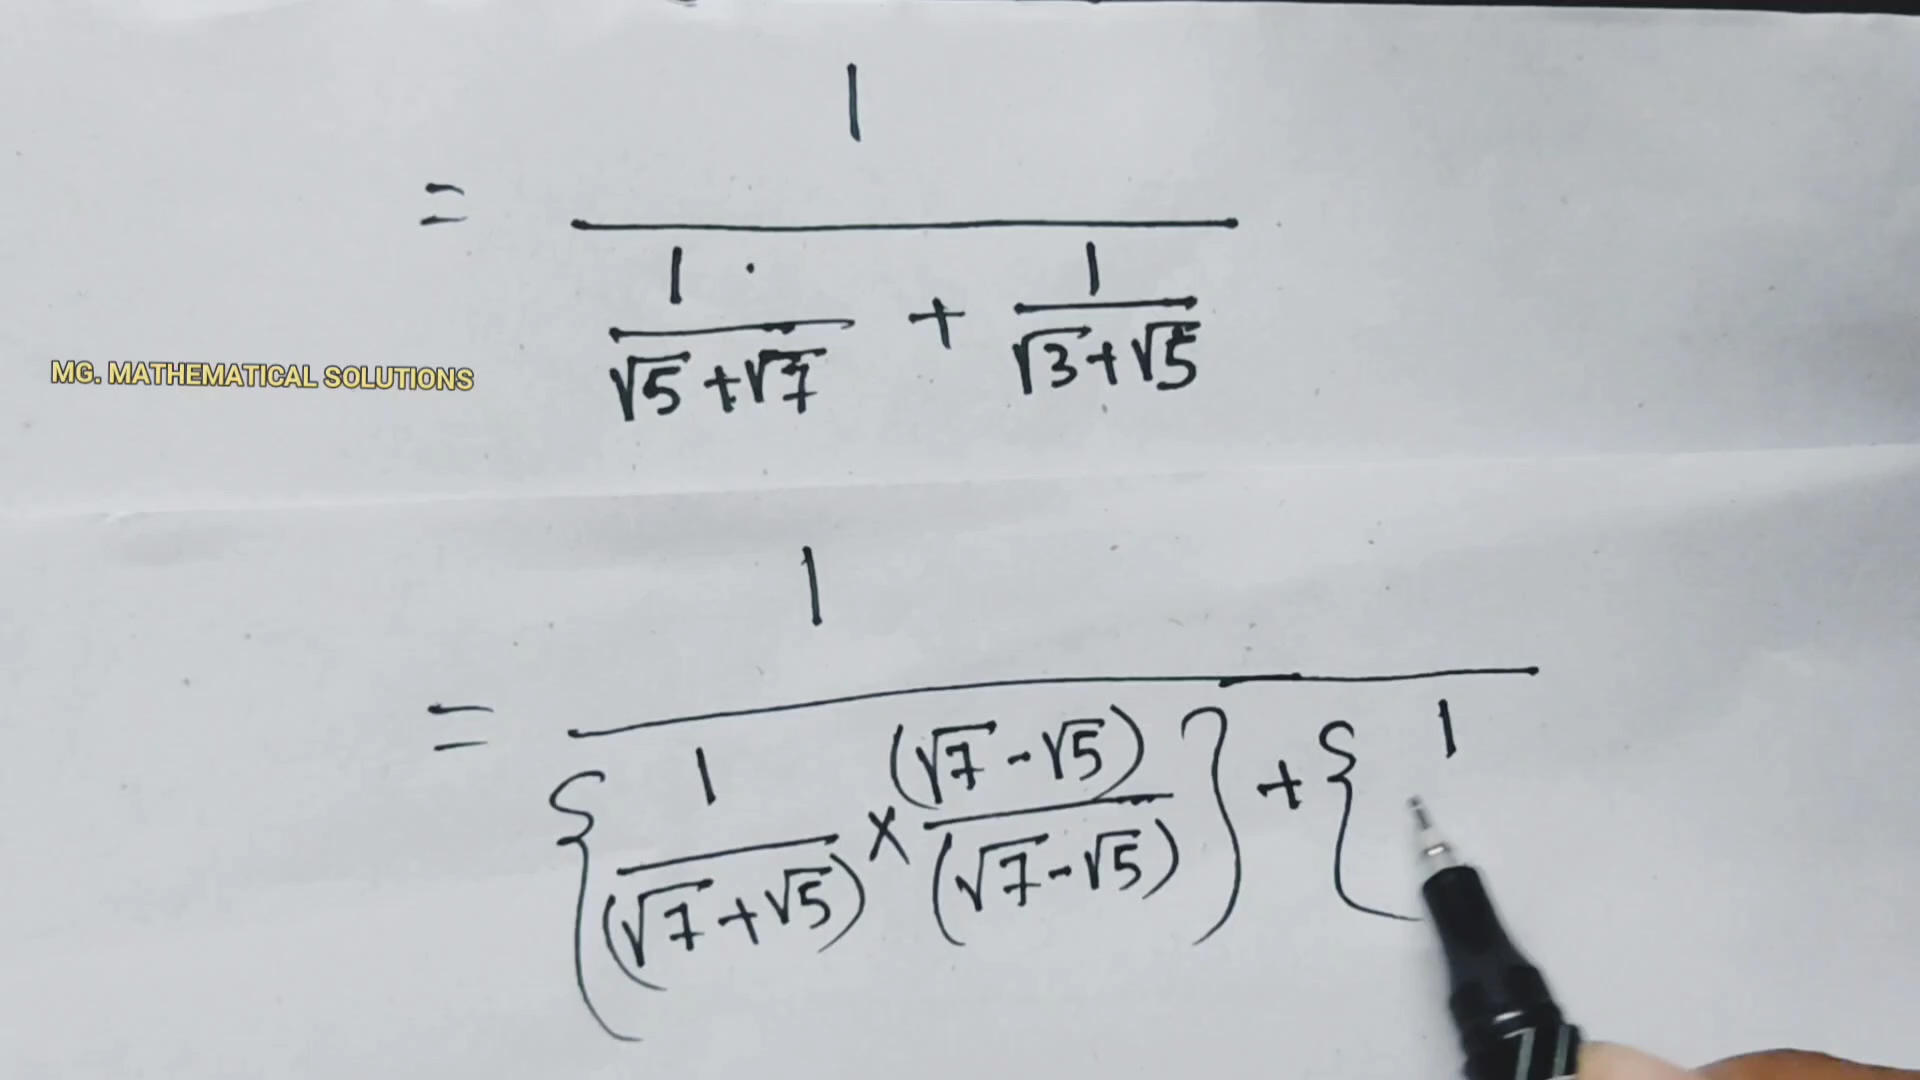 1
=
1 . + 1
√5 + √7 √3 + √5
MG. MATHEMATICAL SOLUTIONS
1
=
{ 1 × (√7 - √5) } + { 1
(√7 + √5) (√7 - √5)